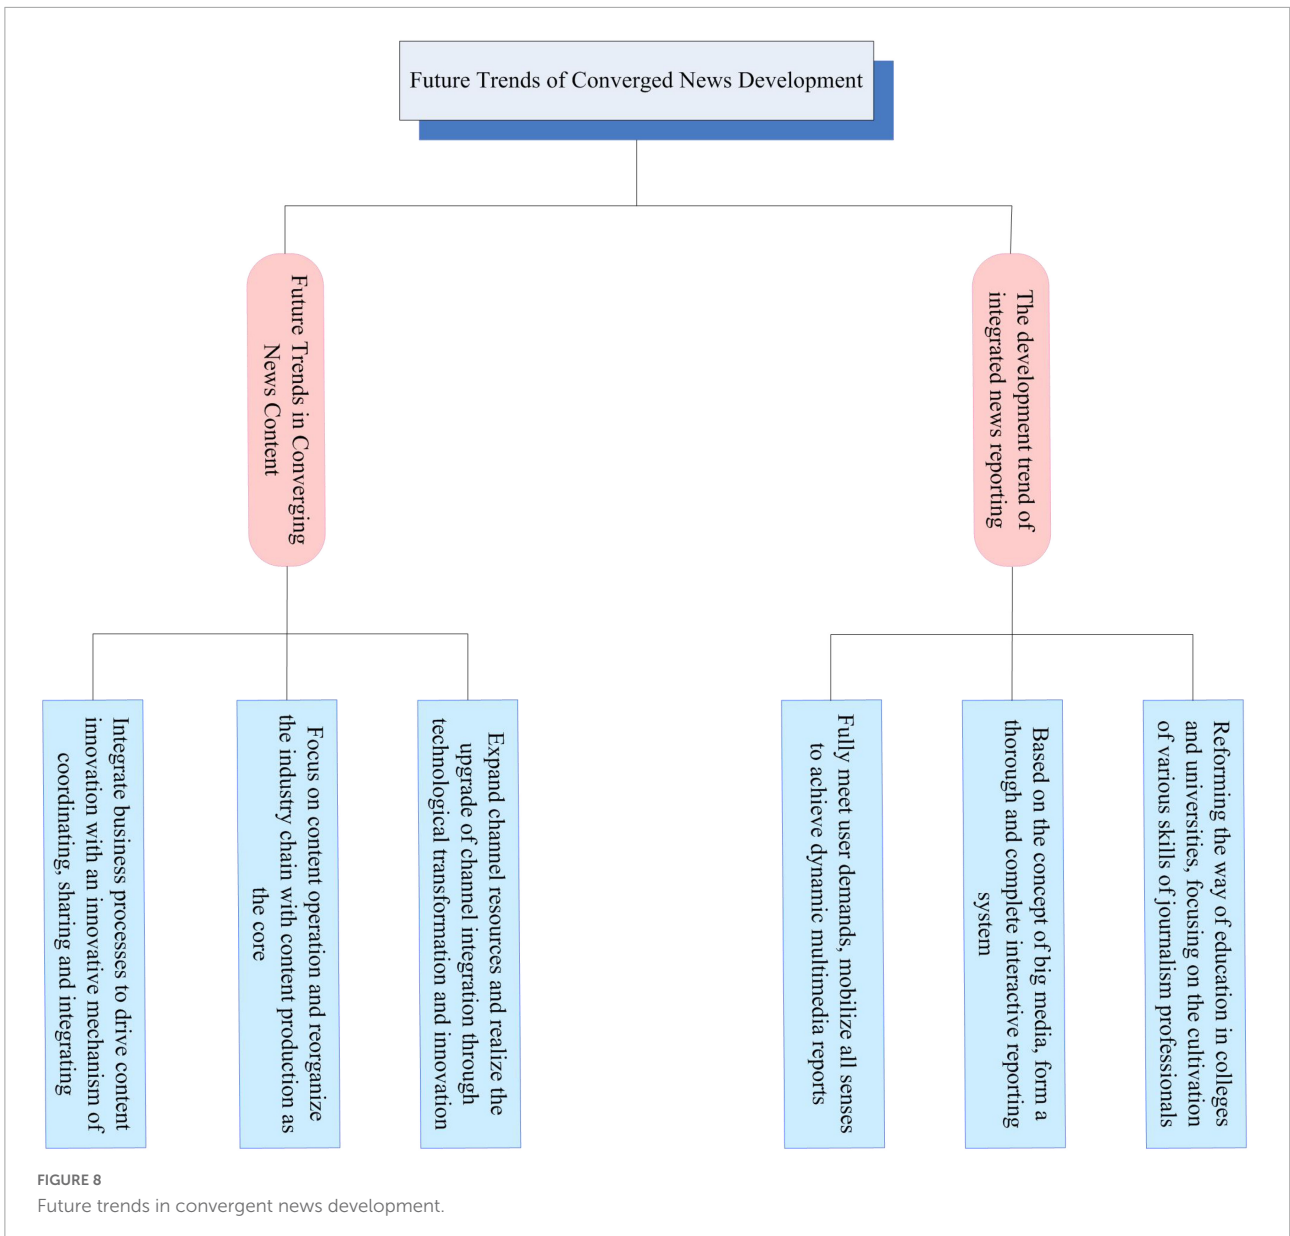 Future Trends of Converged News Development
Future Trends in Converging
News Content
The development trend of
integrated news reporting
Integrate business processes to drive content
innovation with an innovative mechanism of
coordinating, sharing and integrating
Focus on content operation and reorganize
the industry chain with content production as
the core
Expand channel resources and realize the
upgrade of channel integration through
technological transformation and innovation
Fully meet user demands, mobilize all senses
to achieve dynamic multimedia reports
Based on the concept of big media, form a
thorough and complete interactive reporting
system
Reforming the way of education in colleges
and universities, focusing on the cultivation
of various skills of journalism professionals
FIGURE 8
Future trends in convergent news development.